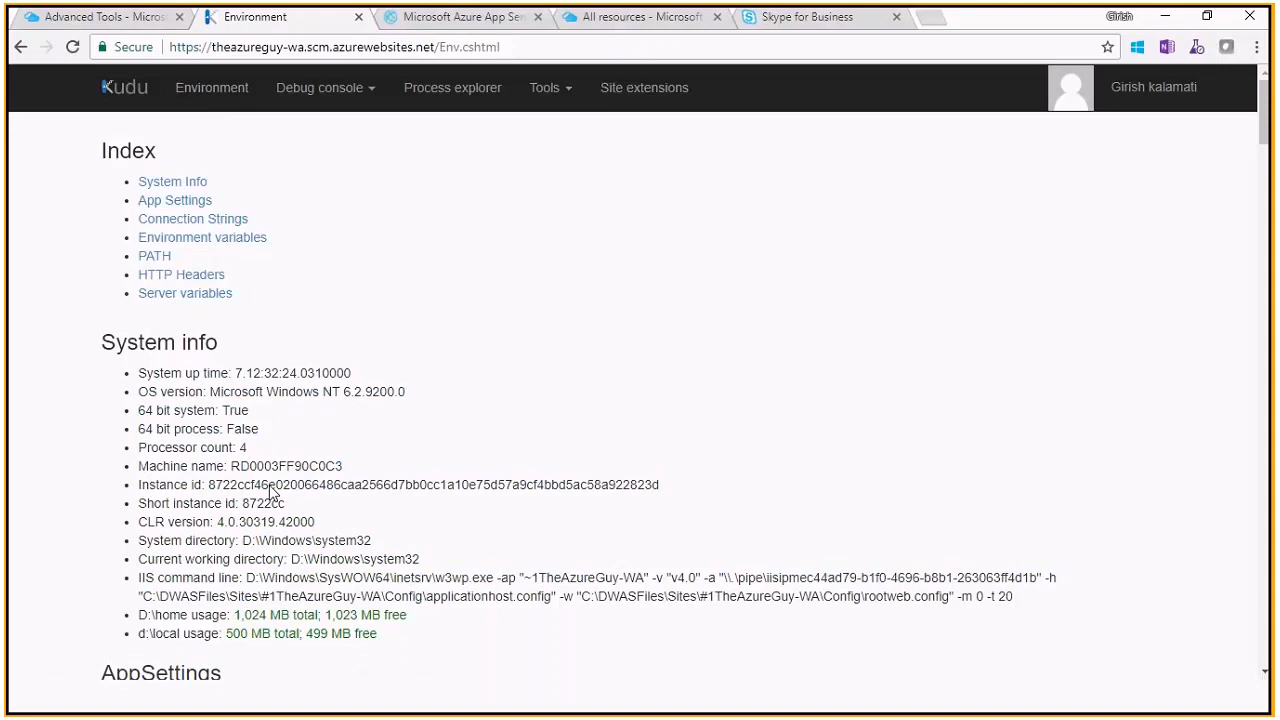 Advanced Tools - Micros
Environment
Microsoft Azure App Ser
All resources - Microsoft
Skype for Business
Girish
Secure
https://theazureguy-wa.scm.azurewebsites.net/Env.cshtml
Kudu
Environment
Debug console
Process explorer
Tools
Site extensions
Girish kalamati
Index
System Info
App Settings
Connection Strings
Environment variables
PATH
HTTP Headers
Server variables
System info
System up time: 7.12:32:24.0310000
OS version: Microsoft Windows NT 6.2.9200.0
64 bit system: True
64 bit process: False
Processor count: 4
Machine name: RD0003FF90C0C3
Instance id: 8722ccf46e020066486caa2566d7bb0cc1a10e75d57a9cf4bbd5ac58a922823d
Short instance id: 8722cc
CLR version: 4.0.30319.42000
System directory: D:\Windows\system32
Current working directory: D:\Windows\system32
IIS command line: D:\Windows\SysWOW64\inetsrv\w3wp.exe -ap "~1TheAzureGuy-WA" -v "v4.0" -a "\\.\pipe\iisipmec44ad79-b1f0-4696-b8b1-263063ff4d1b" -h
"C:\DWASFiles\Sites\#1TheAzureGuy-WA\Config\applicationhost.config" -w "C:\DWASFiles\Sites\#1TheAzureGuy-WA\Config\rootweb.config" -m 0 -t 20
D:\home usage: 1,024 MB total; 1,023 MB free
d:\local usage: 500 MB total; 499 MB free
AppSettings